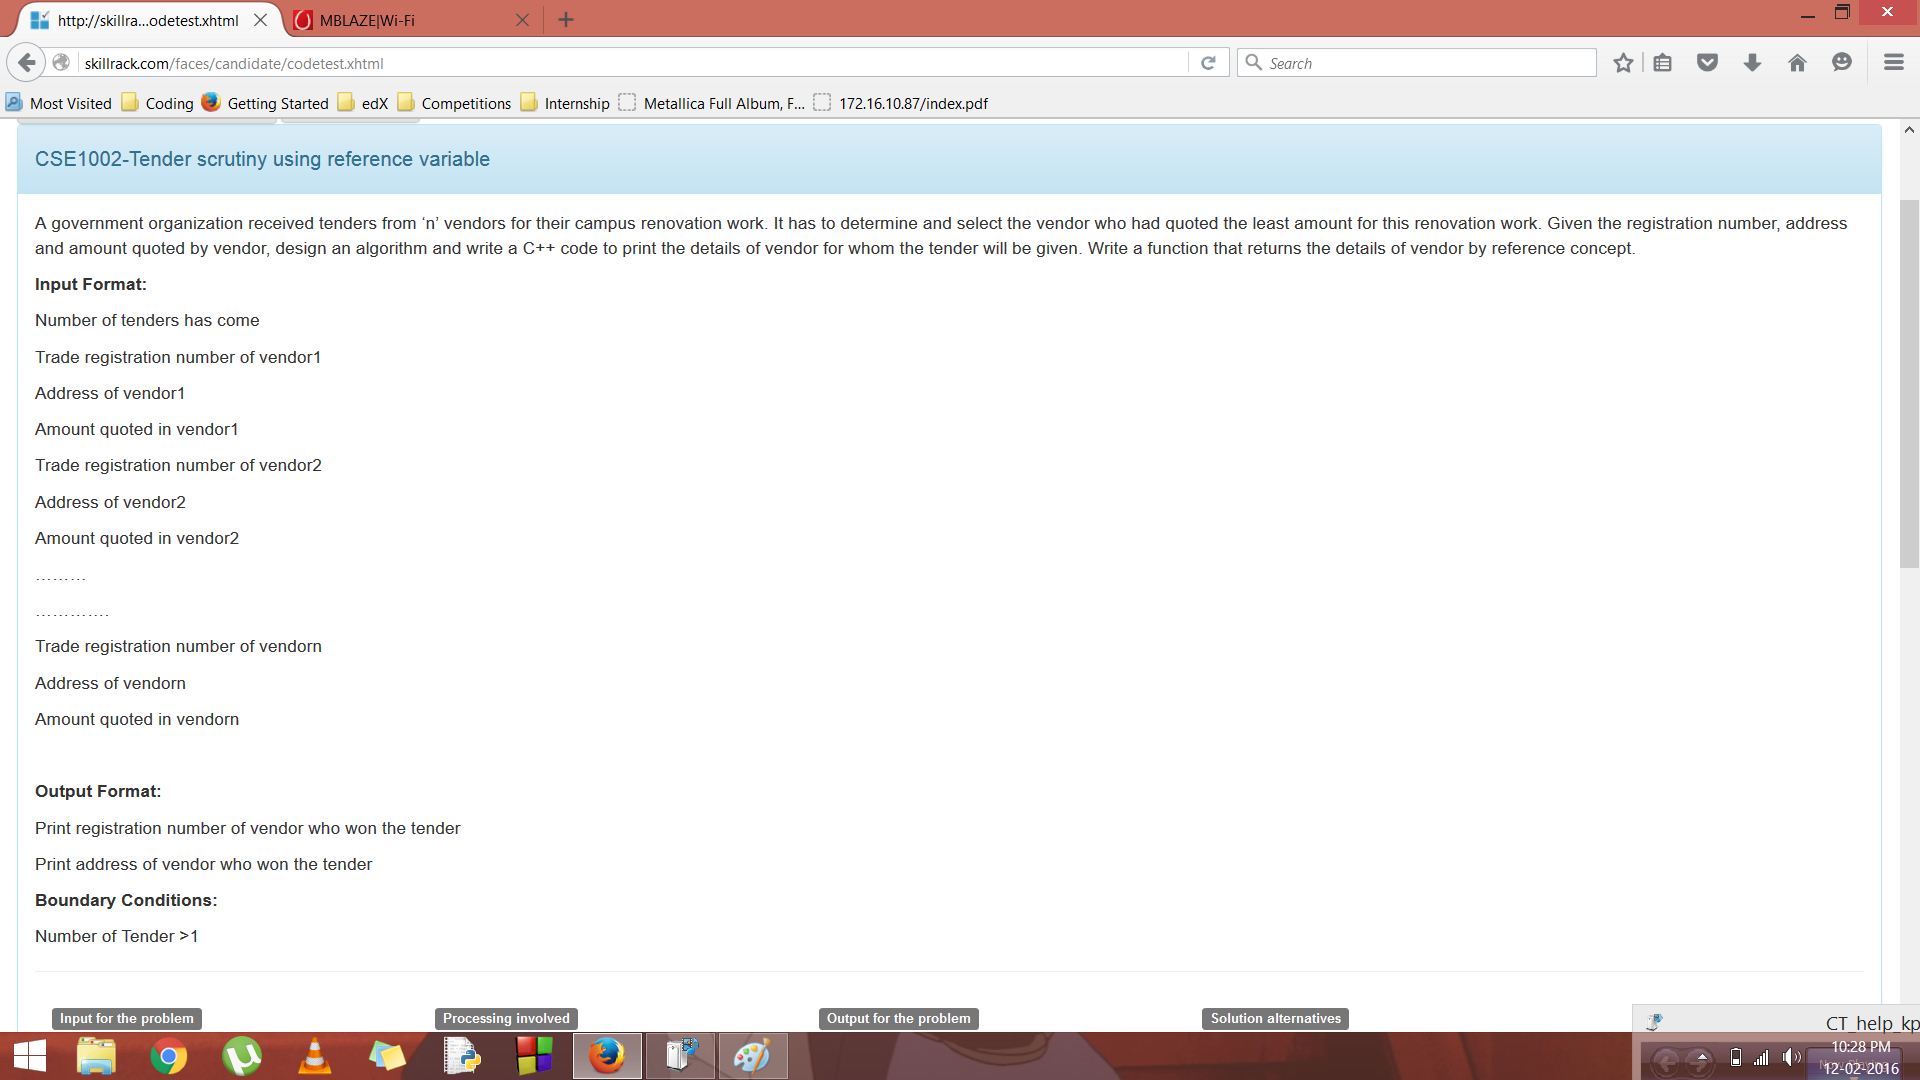 http://skillra...odetest.xhtml
MBLAZE|Wi-Fi
skillrack.com/faces/candidate/codetest.xhtml
Search
Most Visited Coding Getting Started edX Competitions Internship Metallica Full Album, F... 172.16.10.87/index.pdf
CSE1002-Tender scrutiny using reference variable
A government organization received tenders from ‘n’ vendors for their campus renovation work. It has to determine and select the vendor who had quoted the least amount for this renovation work. Given the registration number, address
and amount quoted by vendor, design an algorithm and write a C++ code to print the details of vendor for whom the tender will be given. Write a function that returns the details of vendor by reference concept.
Input Format:
Number of tenders has come
Trade registration number of vendor1
Address of vendor1
Amount quoted in vendor1
Trade registration number of vendor2
Address of vendor2
Amount quoted in vendor2
………
………….
Trade registration number of vendorn
Address of vendorn
Amount quoted in vendorn
Output Format:
Print registration number of vendor who won the tender
Print address of vendor who won the tender
Boundary Conditions:
Number of Tender >1
Input for the problem Processing involved Output for the problem Solution alternatives
CT_help_kp
10:28 PM
12-02-2016